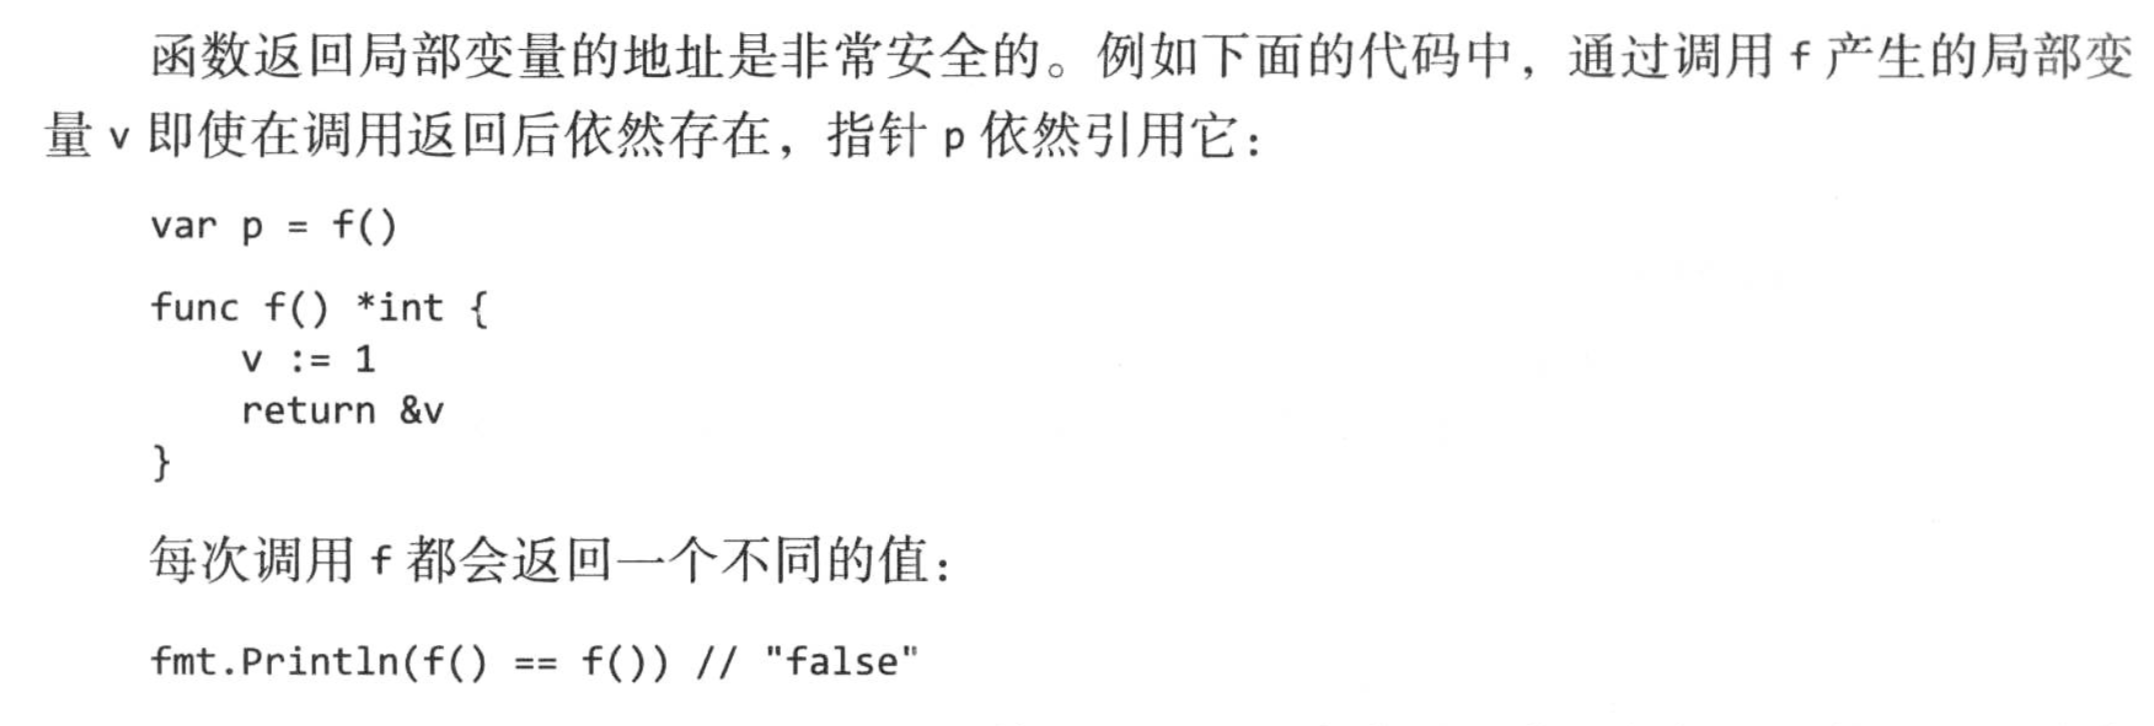 函数返回局部变量的地址是非常安全的。例如下面的代码中，通过调用 f 产生的局部变
量 v 即使在调用返回后依然存在，指针 p 依然引用它：
var p = f()
func f() *int {
    v := 1
    return &v
}
每次调用 f 都会返回一个不同的值：
fmt.Println(f() == f()) // "false"